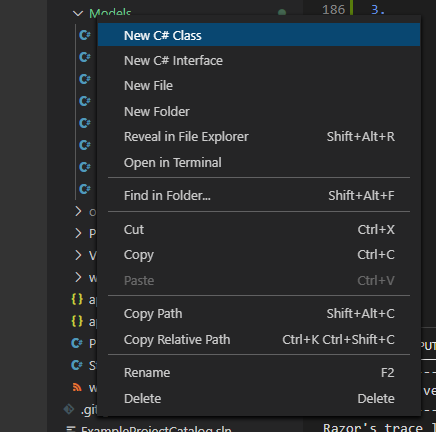 Models
186 3.
New C# Class
New C# Interface
New File
New Folder
Reveal in File Explorer Shift+Alt+R
Open in Terminal
Find in Folder... Shift+Alt+F
Cut Ctrl+X
Copy Ctrl+C
Paste Ctrl+V
Copy Path Shift+Alt+C
Copy Relative Path Ctrl+K Ctrl+Shift+C
Rename F2
Delete Delete
.git
ExampleProjectCatalog.sln
Razor's trace